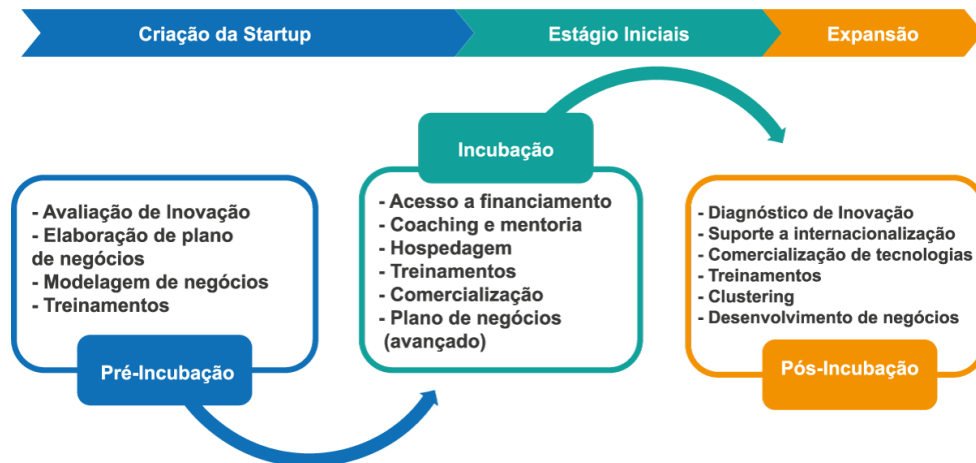 Criação da Startup
Estágio Iniciais
Expansão
- Avaliação de Inovação
- Elaboração de plano
de negócios
- Modelagem de negócios
- Treinamentos
Pré-Incubação
Incubação
- Acesso a financiamento
- Coaching e mentoria
- Hospedagem
- Treinamentos
- Comercialização
- Plano de negócios
(avançado)
- Diagnóstico de Inovação
- Suporte a internacionalização
- Comercialização de tecnologias
- Treinamentos
- Clustering
- Desenvolvimento de negócios
Pós-Incubação